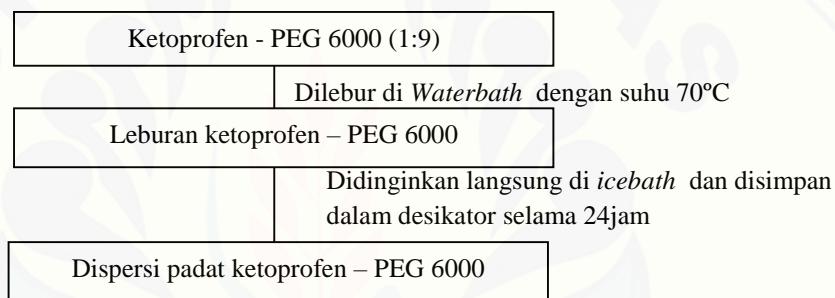 Ketoprofen - PEG 6000 (1:9)
Dilebur di Waterbath dengan suhu 70ºC
Leburan ketoprofen – PEG 6000
Didinginkan langsung di icebath dan disimpan
dalam desikator selama 24jam
Dispersi padat ketoprofen – PEG 6000